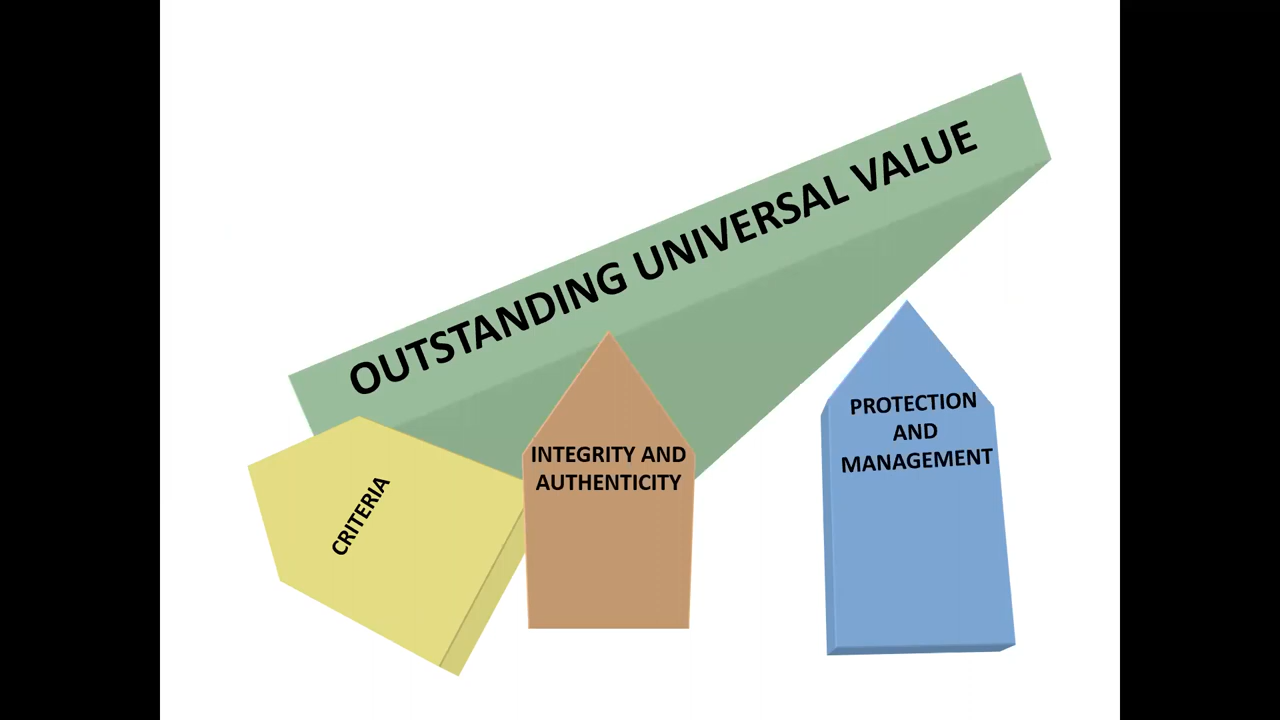 OUTSTANDING UNIVERSAL VALUE
CRITERIA
INTEGRITY AND
AUTHENTICITY
PROTECTION
AND
MANAGEMENT